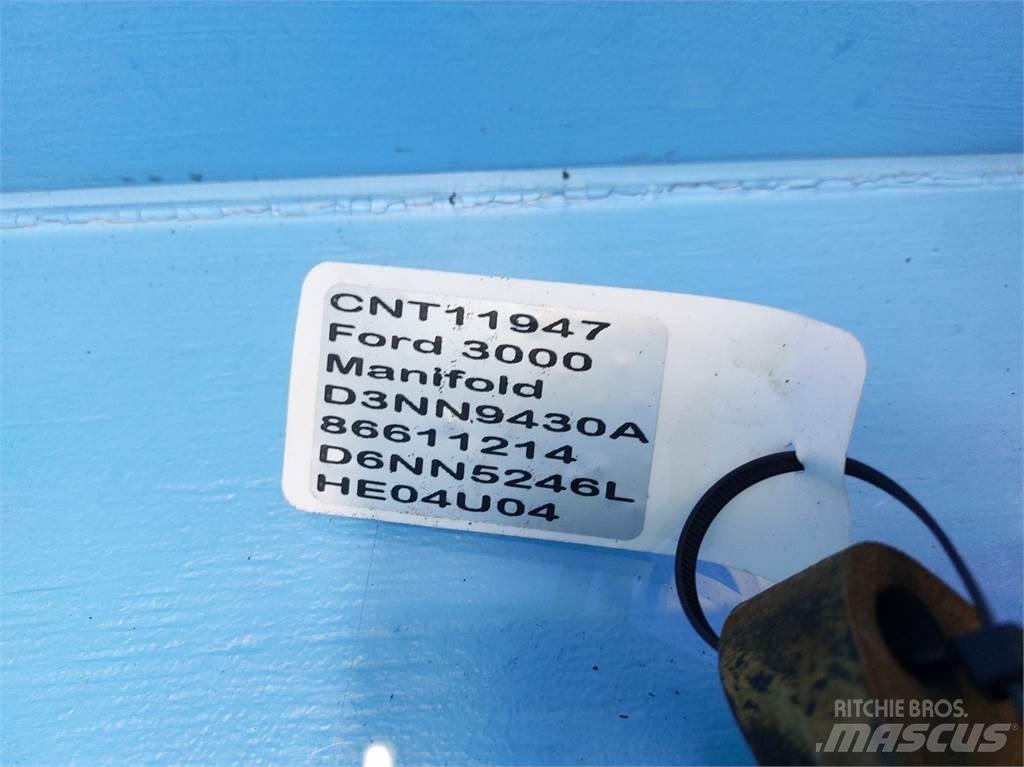 CNT11947
Ford 3000
Manifold
D3NN9430A
86611214
D6NN5246L
HE04U04
RITCHIE BROS.
MASCUS